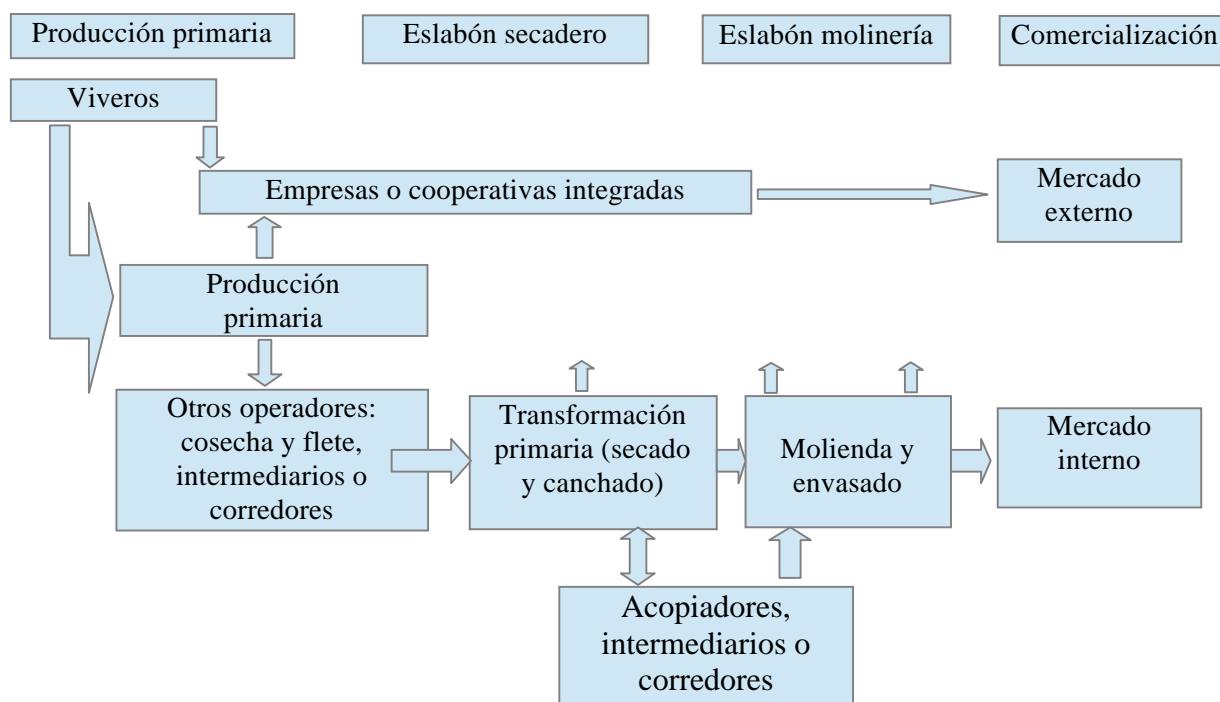 Producción primaria
Eslabón secadero
Eslabón molinería
Comercialización
Viveros
Empresas o cooperativas integradas
Mercado
externo
Producción
primaria
Otros operadores:
cosecha y flete,
intermediarios o
corredores
Transformación
primaria (secado
y canchado)
Molienda y
envasado
Mercado
interno
Acopiadores,
intermediarios o
corredores